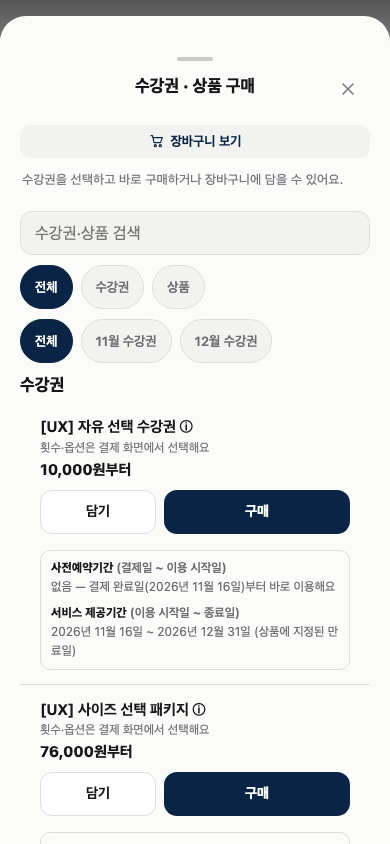 수강권 · 상품 구매
장바구니 보기
수강권을 선택하고 바로 구매하거나 장바구니에 담을 수 있어요.
수강권·상품 검색
전체 수강권 상품
전체 11월 수강권 12월 수강권
수강권
[UX] 자유 선택 수강권 ⓘ
횟수·옵션은 결제 화면에서 선택해요
10,000원부터
담기 구매
사전예약기간 (결제일 ~ 이용 시작일)
없음 — 결제 완료일(2026년 11월 16일)부터 바로 이용해요
서비스 제공기간 (이용 시작일 ~ 종료일)
2026년 11월 16일 ~ 2026년 12월 31일 (상품에 지정된 만
료일)
[UX] 사이즈 선택 패키지 ⓘ
횟수·옵션은 결제 화면에서 선택해요
76,000원부터
담기 구매